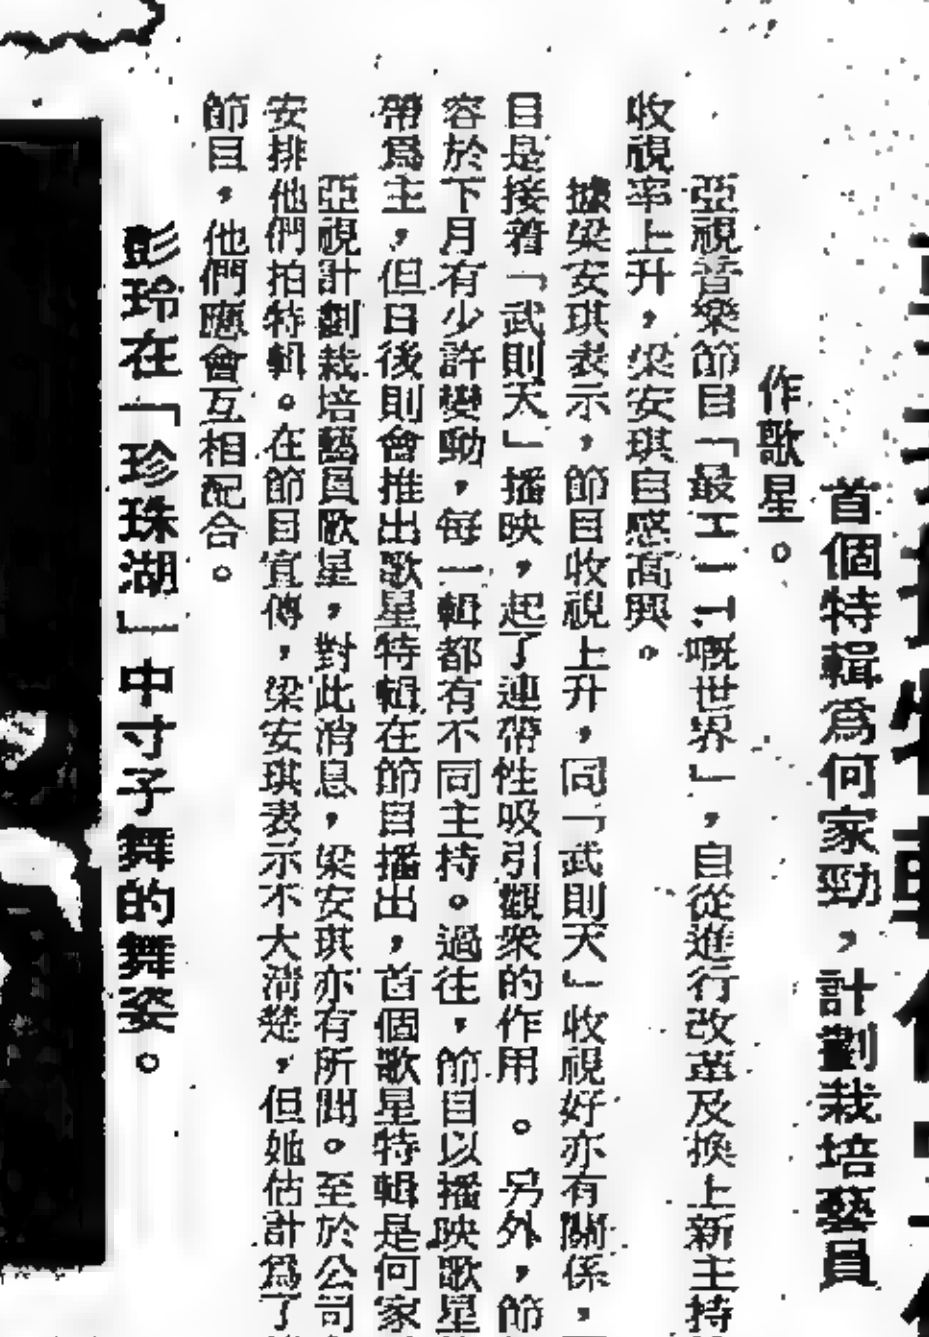 首個特輯爲何家勁,計劃栽培藝員
作歌星。
亞視音樂節目「最工一口嘅世界」,自從進行改革及換上新主持
收視率上升,梁安琪自感高興。
據梁安琪表示,節目收視上升,同「武則天」收視好亦有關係,
目是接着「武則天」播映,起了連帶性吸引觀衆的作用。另外,節
容於下月有少許變動,每一輯都有不同主持。過往,節目以播映歌星
帶爲主,但日後則會推出歌星特輯在節目播出,首個歌星特輯是何家
亞視計劃栽培藝員歌星,對此消息,梁安琪亦有所聞。至於公司
安排他們拍特輯。在節目宣傳,梁安琪表示不大清楚,但她估計爲了
節目,他們應會互相配合。
彭玲在「珍珠湖」中寸子舞的舞姿。